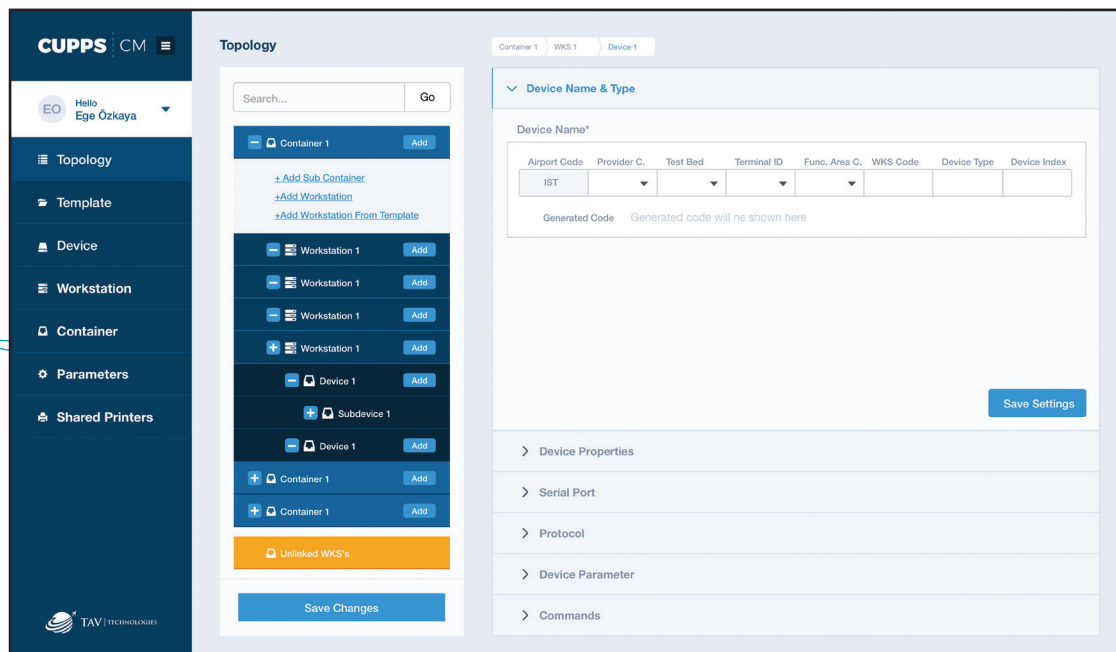 CUPPS CM
EO
Hello
Ege Özkaya
Topology
Template
Device
Workstation
Container
Parameters
Shared Printers
TAV TECHNOLOGIES
Topology
Search...
Go
Container 1
Add
+ Add Sub Container
+Add Workstation
+Add Workstation From Template
Workstation 1
Add
Workstation 1
Add
Workstation 1
Add
Workstation 1
Add
Device 1
Add
Subdevice 1
Device 1
Add
Container 1
Add
Container 1
Add
Unlinked WKS's
Save Changes
Container 1
WKS 1
Device 1
Device Name & Type
Device Name*
Airport Code Provider C. Test Bed Terminal ID Func. Area C. WKS Code Device Type Device Index
IST
Generated Code Generated code will ne shown here
Save Settings
Device Properties
Serial Port
Protocol
Device Parameter
Commands